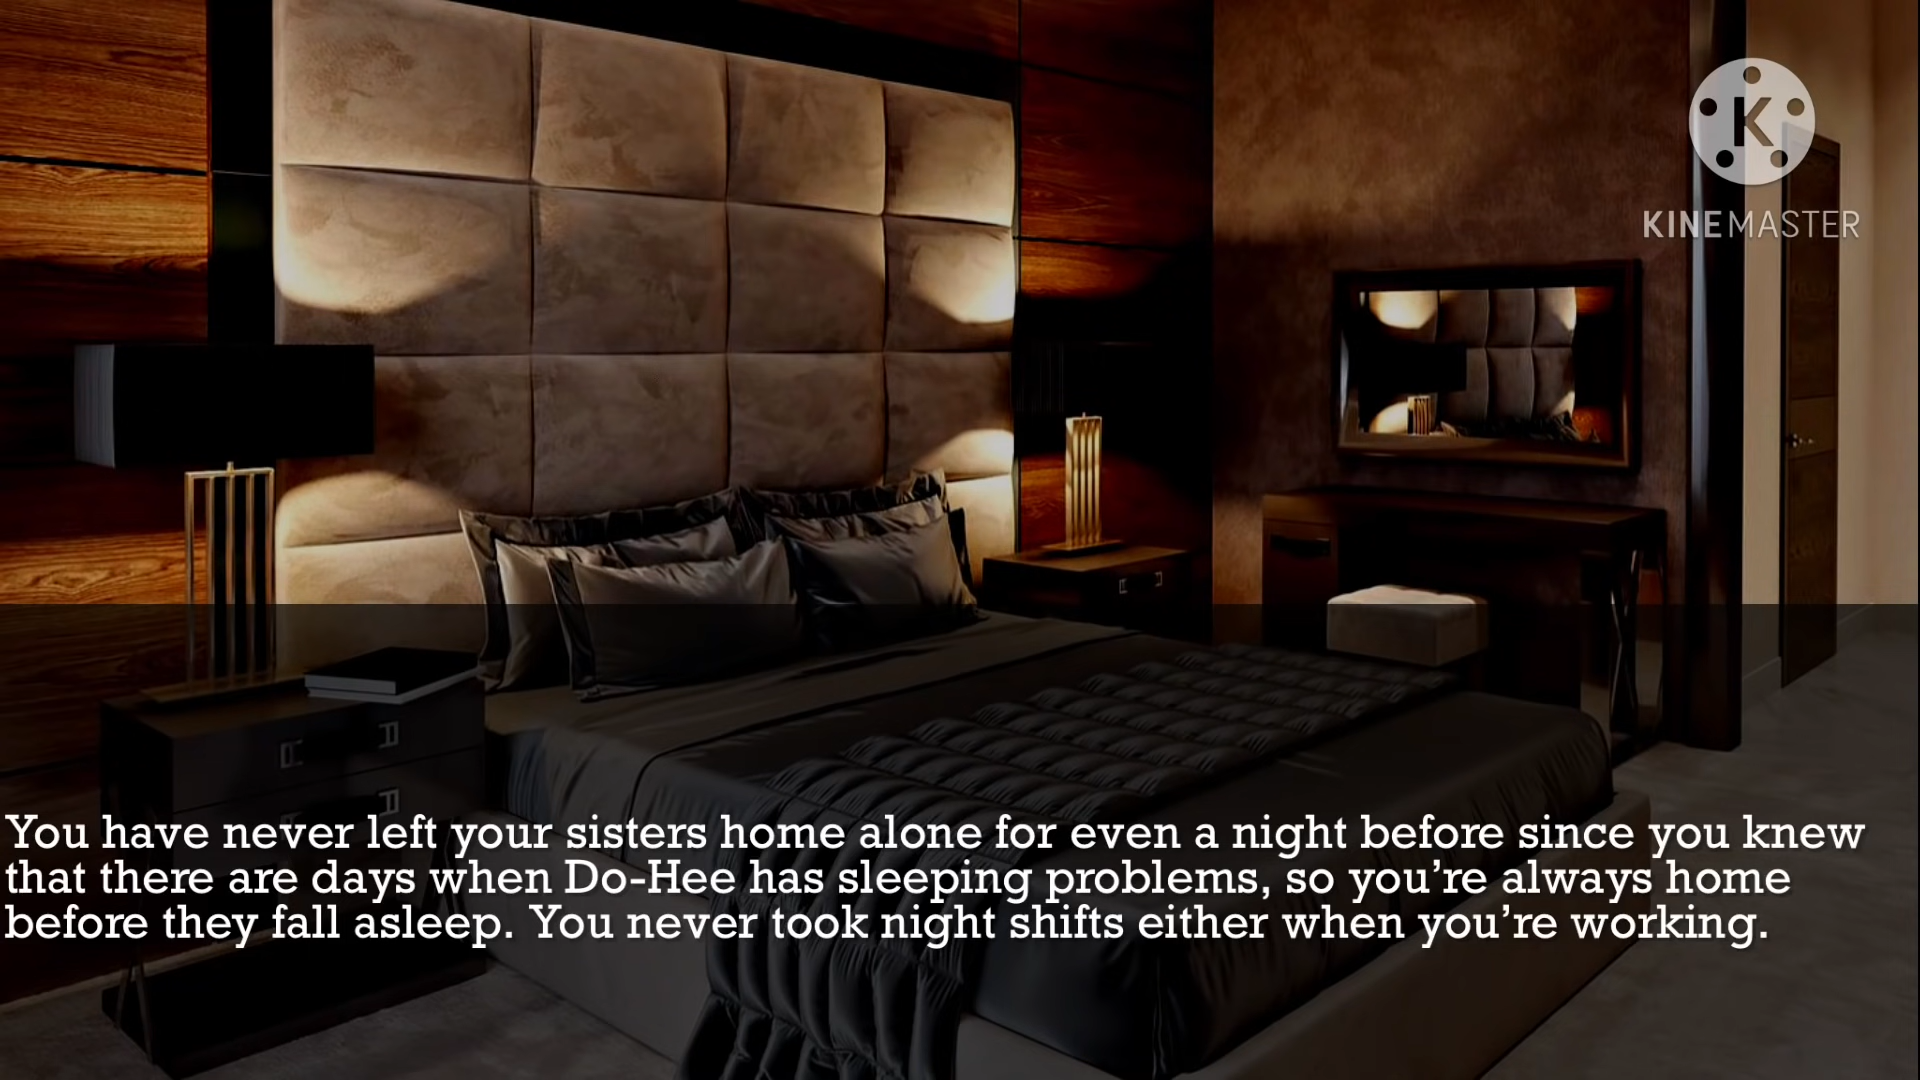 K
KINEMASTER
You have never left your sisters home alone for even a night before since you knew
that there are days when Do-Hee has sleeping problems, so you’re always home
before they fall asleep. You never took night shifts either when you’re working.